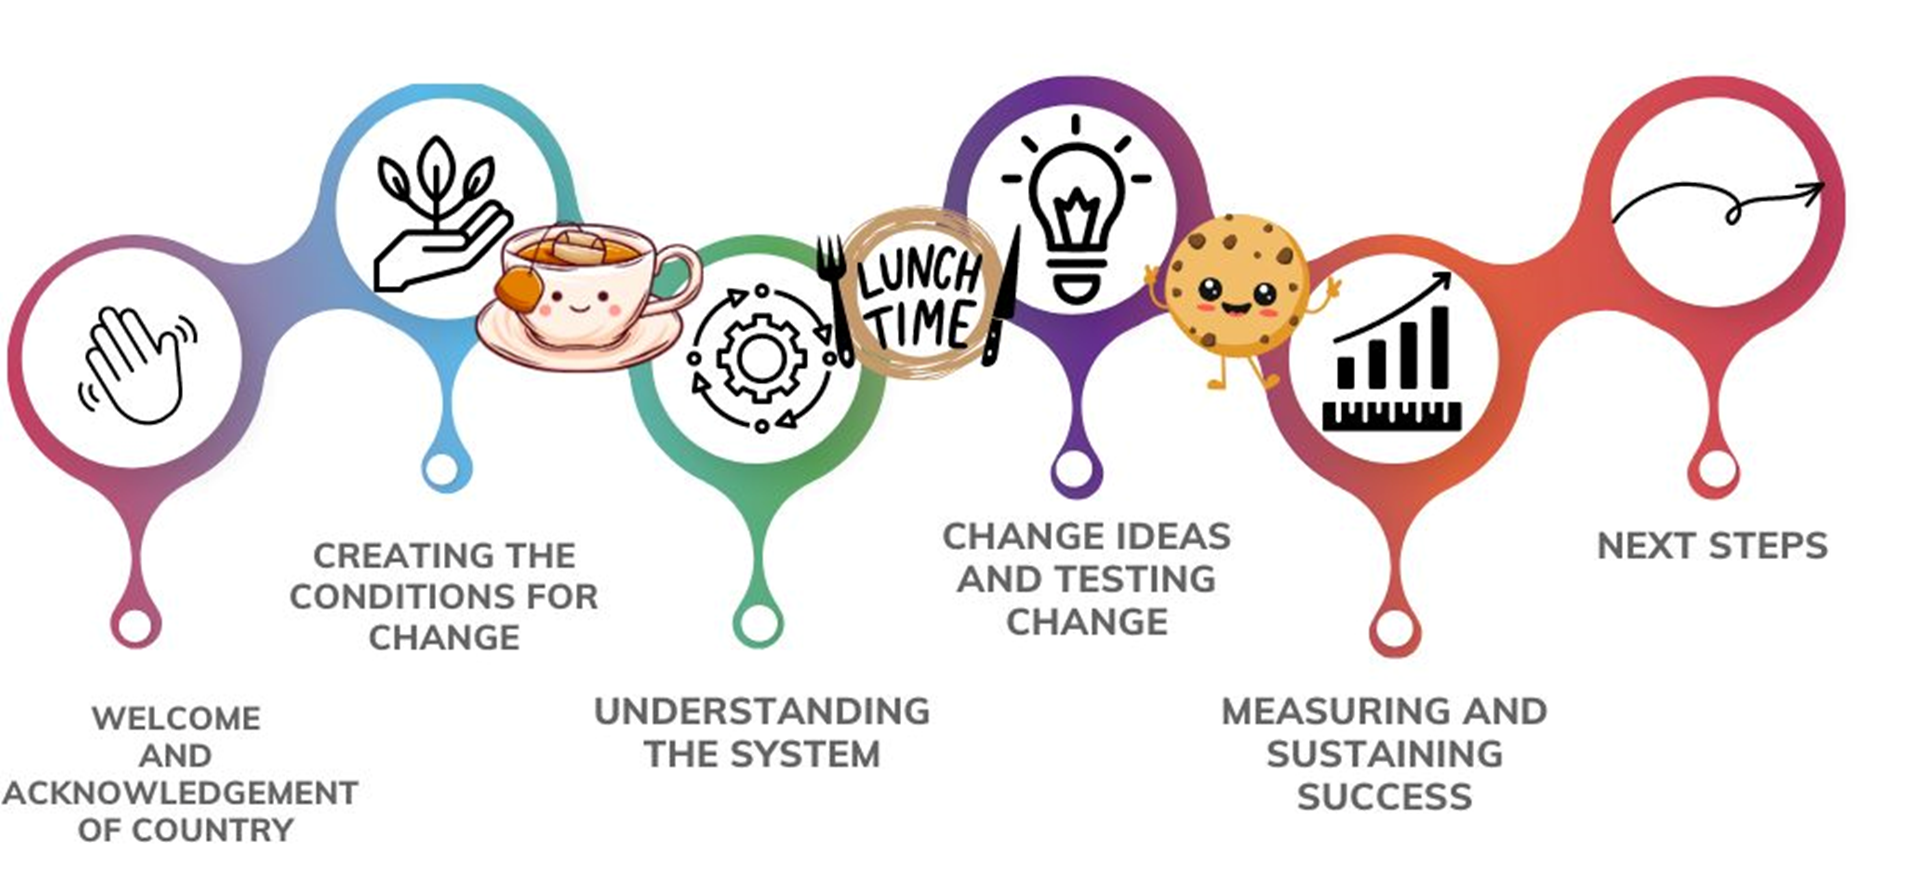 WELCOME
AND
ACKNOWLEDGEMENT
OF COUNTRY
CREATING THE
CONDITIONS FOR
CHANGE
UNDERSTANDING
THE SYSTEM
LUNCH
TIME
CHANGE IDEAS
AND TESTING
CHANGE
MEASURING AND
SUSTAINING
SUCCESS
NEXT STEPS